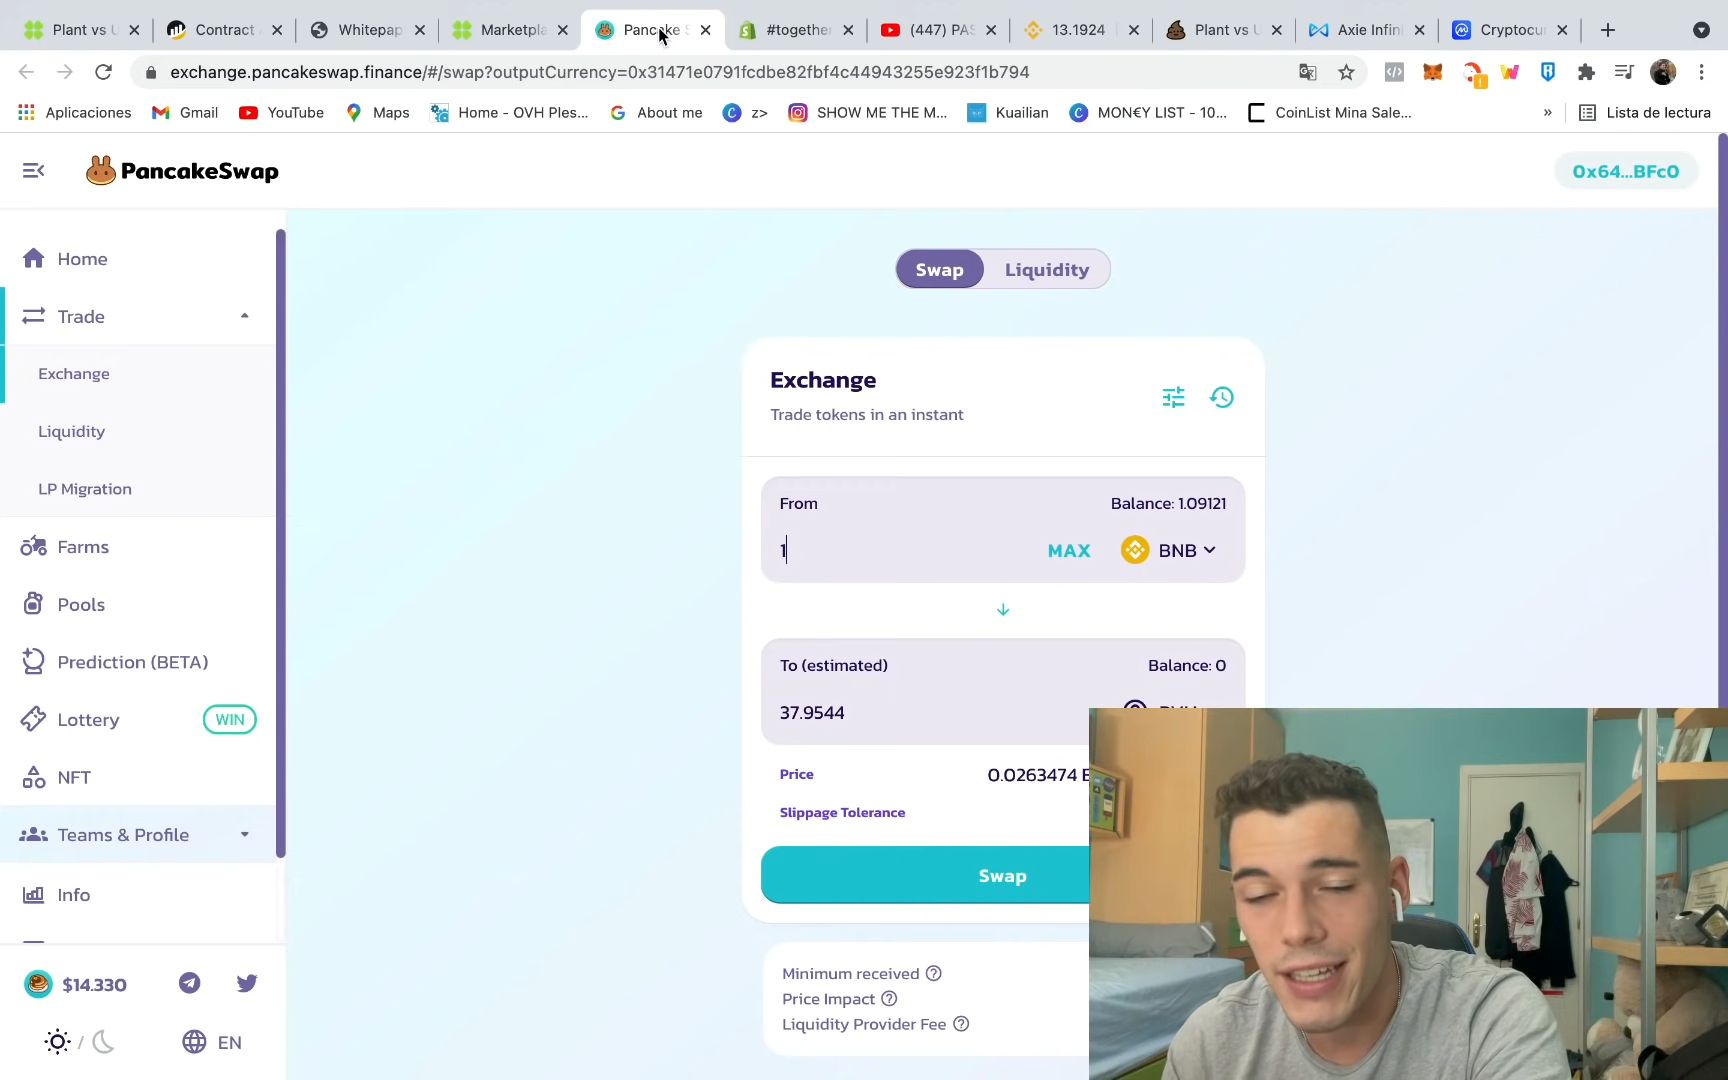 Plant vs U
Contract
Whitepap
Marketpla
Pancake S
#together
(447) PAS
13.1924
Plant vs U
Axie Infini
Cryptocur
exchange.pancakeswap.finance/#/swap?outputCurrency=0x31471e0791fcdbe82fbf4c44943255e923f1b794
Aplicaciones
Gmail
YouTube
Maps
Home - OVH Ples...
About me
z>
SHOW ME THE M...
Kuailian
MON€Y LIST - 10...
CoinList Mina Sale...
»
Lista de lectura
PancakeSwap
0x64...BFc0
Home
Trade
Exchange
Liquidity
LP Migration
Farms
Pools
Prediction (BETA)
Lottery
WIN
NFT
Teams & Profile
Info
$14.330
/
EN
Swap
Liquidity
Exchange
Trade tokens in an instant
From
Balance: 1.09121
1
MAX
BNB
To (estimated)
Balance: 0
37.9544
Price
0.0263474
Slippage Tolerance
Swap
Minimum received
Price Impact
Liquidity Provider Fee